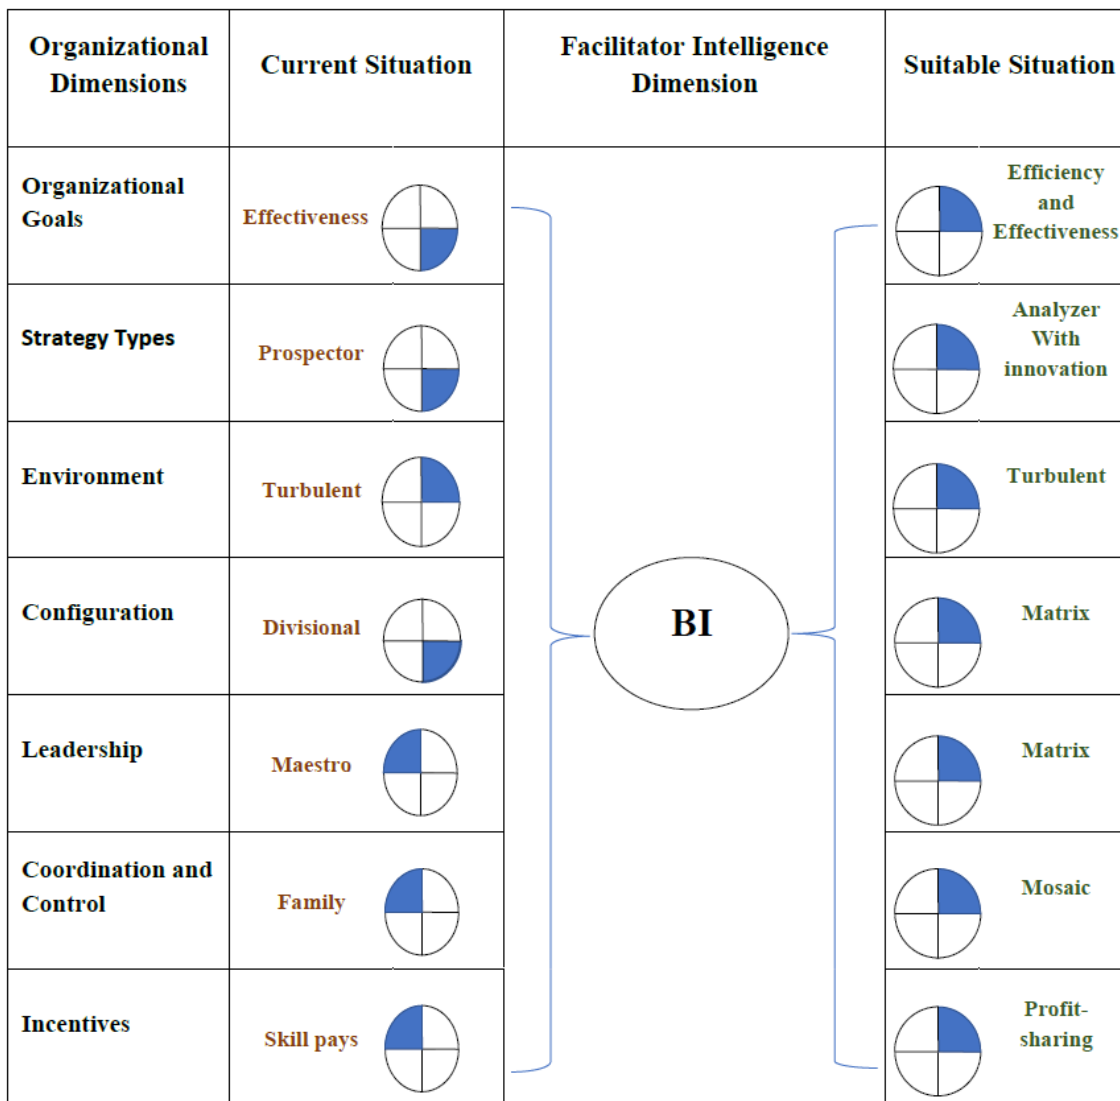 Organizational
Dimensions
Current Situation
Facilitator Intelligence
Dimension
Suitable Situation
Organizational
Goals
Effectiveness
Efficiency
and
Effectiveness
Strategy Types
Prospector
Analyzer
With
innovation
Environment
Turbulent
Turbulent
Configuration
Divisional
BI
Matrix
Leadership
Maestro
Matrix
Coordination and
Control
Family
Mosaic
Incentives
Skill pays
Profit-
sharing